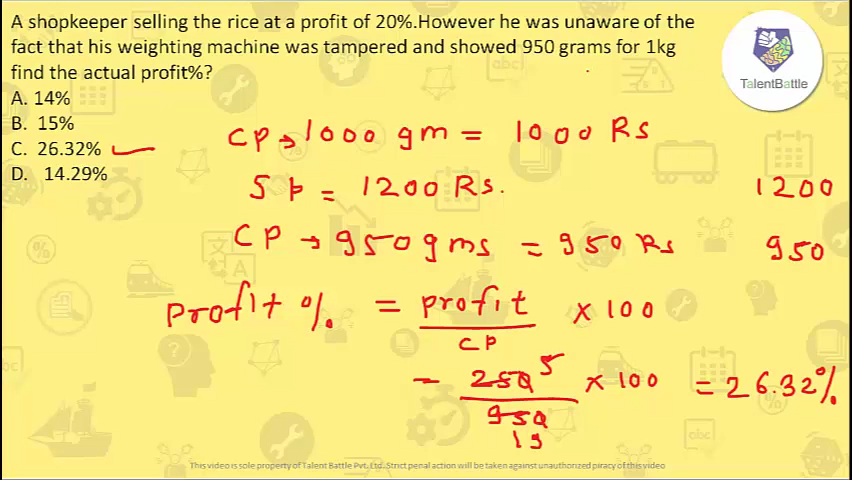 A shopkeeper selling the rice at a profit of 20%.However he was unaware of the
fact that his weighting machine was tampered and showed 950 grams for 1kg
find the actual profit%?
A. 14%
B. 15%
C. 26.32%
D. 14.29%
TalentBattle
CP → 1000 gm = 1000 Rs
SP = 1200 Rs.
1200
CP → 950 gms = 950 Rs
950
Profit % = profit / CP × 100
= 250 5 / 950 19 × 100 = 26.32%
This video is sole property of Talent Battle Pvt. Ltd. Strict penal action will be taken against unauthorized piracy of this video